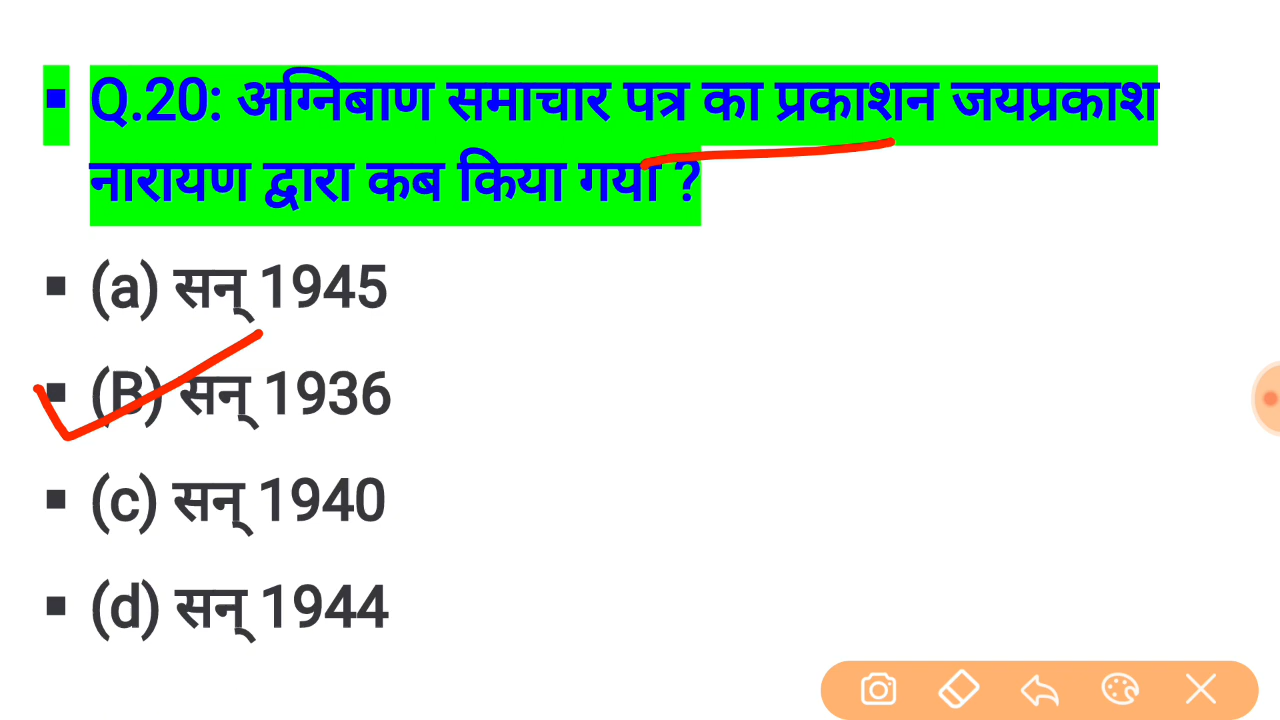 ▪ Q.20: अग्निबाण समाचार पत्र का प्रकाशन जयप्रकाश
नारायण द्वारा कब किया गया ?
▪ (a) सन् 1945
▪ (B) सन् 1936
▪ (c) सन् 1940
▪ (d) सन् 1944